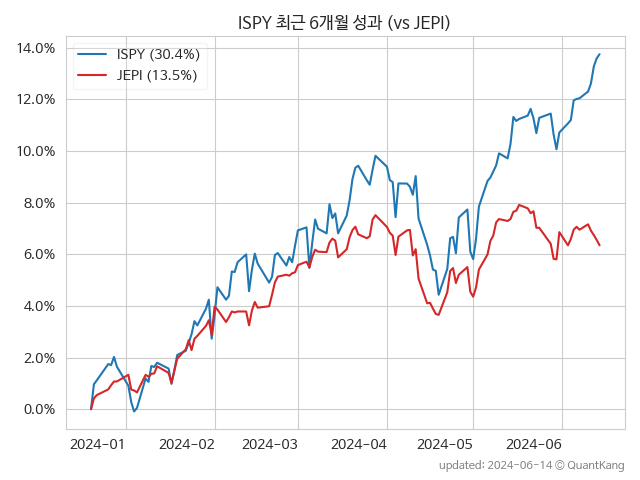 ISPY 최근 6개월 성과 (vs JEPI)
ISPY (30.4%)
JEPI (13.5%)
14.0%
12.0%
10.0%
8.0%
6.0%
4.0%
2.0%
0.0%
2024-01 2024-02 2024-03 2024-04 2024-05 2024-06
updated: 2024-06-14 © QuantKang